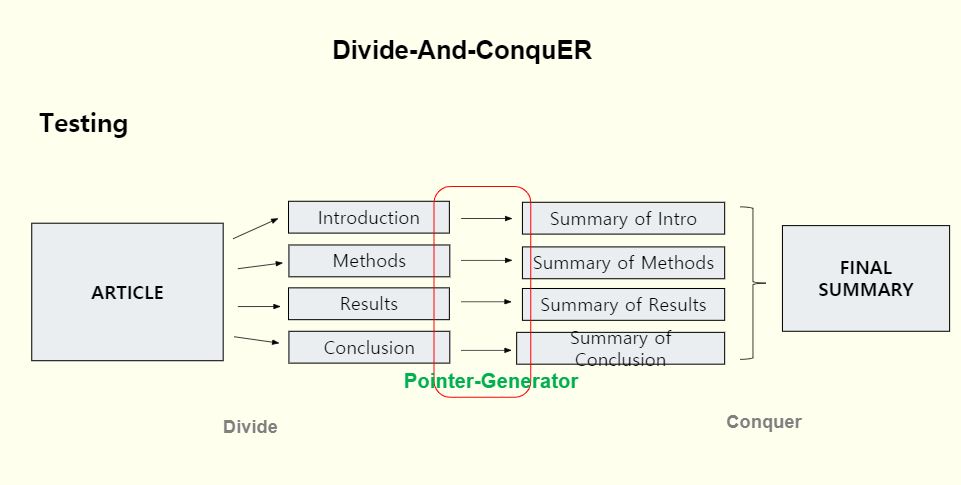 Divide-And-ConquER
Testing
ARTICLE
Introduction
Methods
Results
Conclusion
Summary of Intro
Summary of Methods
Summary of Results
Summary of
Conclusion
FINAL
SUMMARY
Pointer-Generator
Divide
Conquer